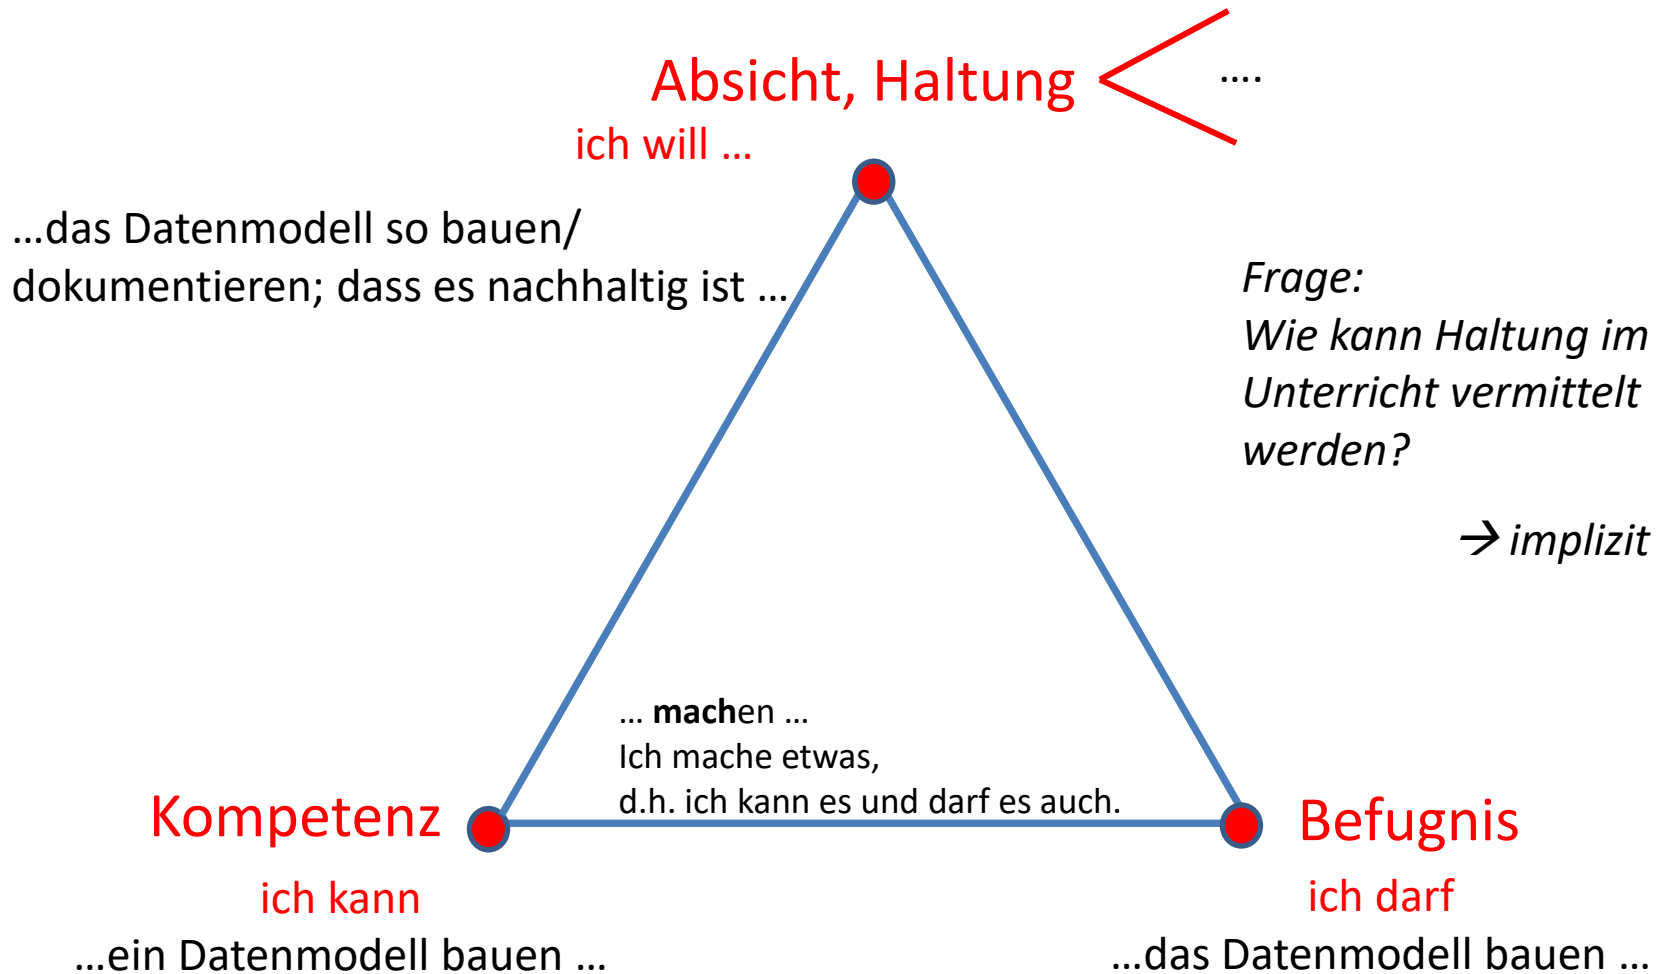 Absicht, Haltung
....
ich will ...
...das Datenmodell so bauen/
dokumentieren; dass es nachhaltig ist ...
Frage:
Wie kann Haltung im
Unterricht vermittelt
werden?
→ implizit
... machen ...
Ich mache etwas,
d.h. ich kann es und darf es auch.
Kompetenz
ich kann
...ein Datenmodell bauen ...
Befugnis
ich darf
...das Datenmodell bauen ...